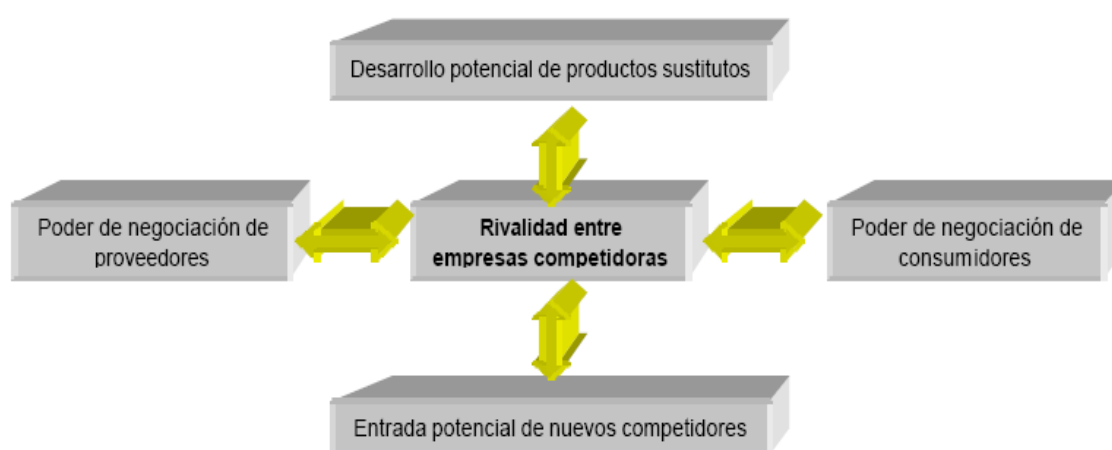 Desarrollo potencial de productos sustitutos
Poder de negociación de
proveedores
Rivalidad entre
empresas competidoras
Poder de negociación de
consumidores
Entrada potencial de nuevos competidores